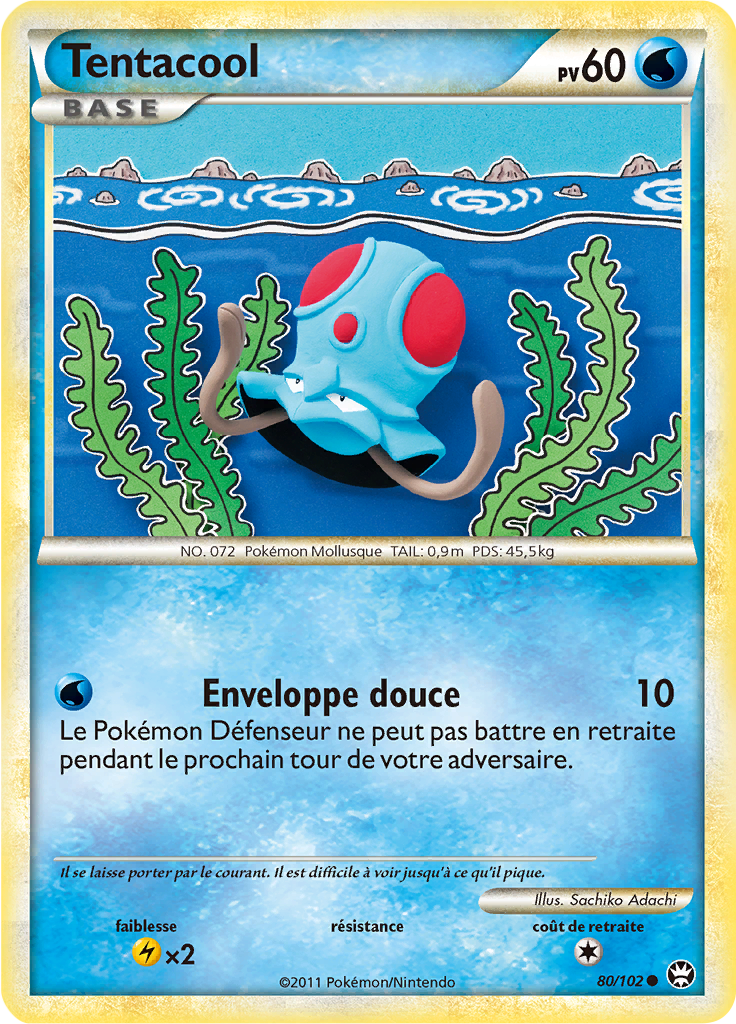 Tentacool
PV60
BASE
NO. 072 Pokémon Mollusque TAIL: 0,9 m PDS: 45,5 kg
Enveloppe douce 10
Le Pokémon Défenseur ne peut pas battre en retraite
pendant le prochain tour de votre adversaire.
Il se laisse porter par le courant. Il est difficile à voir jusqu'à ce qu'il pique.
Illus. Sachiko Adachi
faiblesse résistance coût de retraite
×2
©2011 Pokémon/Nintendo 80/102